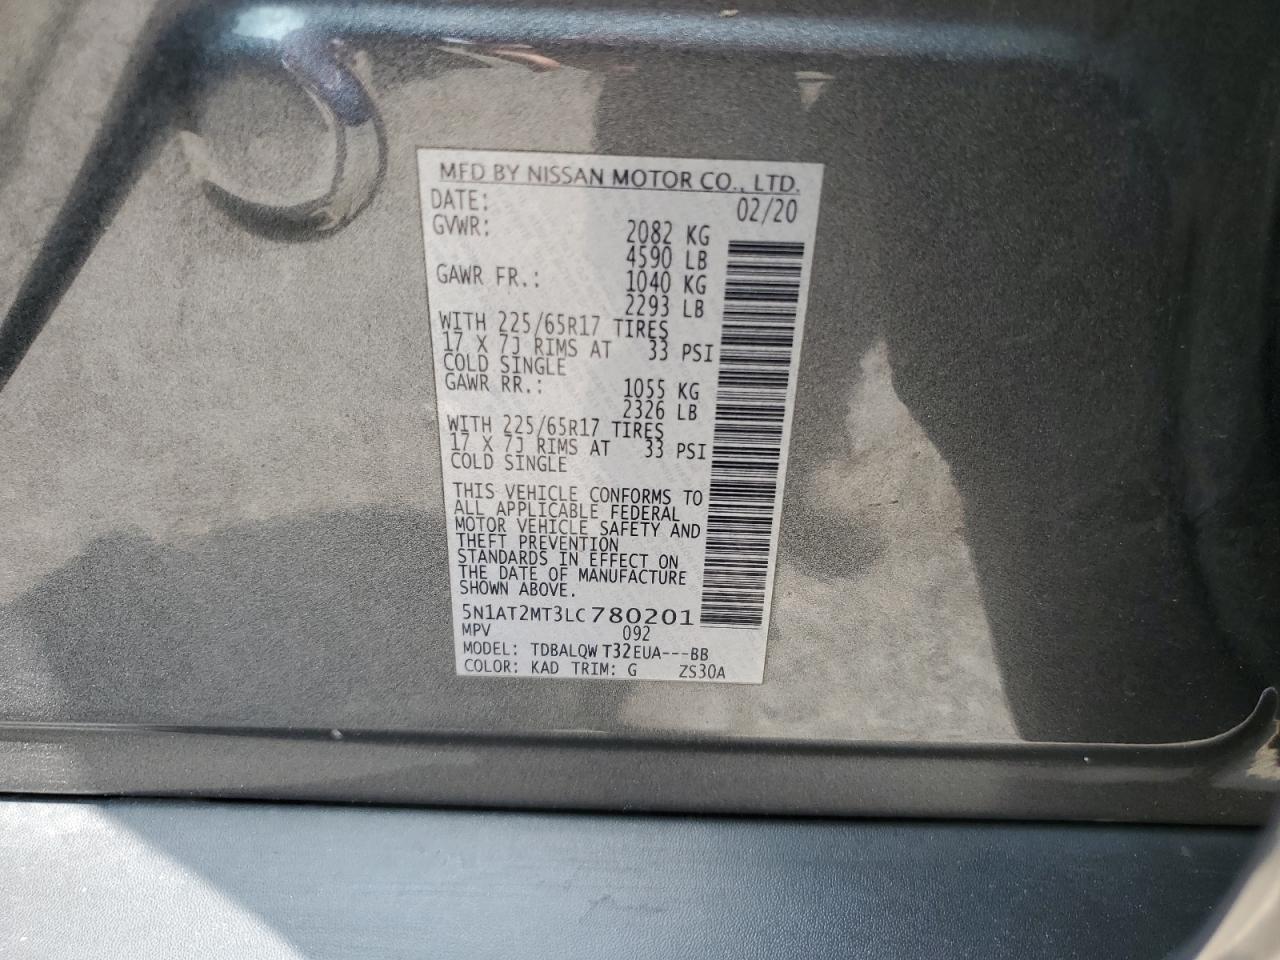 MFD BY NISSAN MOTOR CO., LTD.
DATE: 02/20
GVWR: 2082 KG
4590 LB
GAWR FR.: 1040 KG
2293 LB
WITH 225/65R17 TIRES
17 X 7J RIMS AT 33 PSI
COLD SINGLE
GAWR RR.: 1055 KG
2326 LB
WITH 225/65R17 TIRES
17 X 7J RIMS AT 33 PSI
COLD SINGLE
THIS VEHICLE CONFORMS TO
ALL APPLICABLE FEDERAL
MOTOR VEHICLE SAFETY AND
THEFT PREVENTION
STANDARDS IN EFFECT ON
THE DATE OF MANUFACTURE
SHOWN ABOVE.
5N1AT2MT3LC780201
MPV 092
MODEL: TDBALQW T32EUA---BB
COLOR: KAD TRIM: G ZS30A